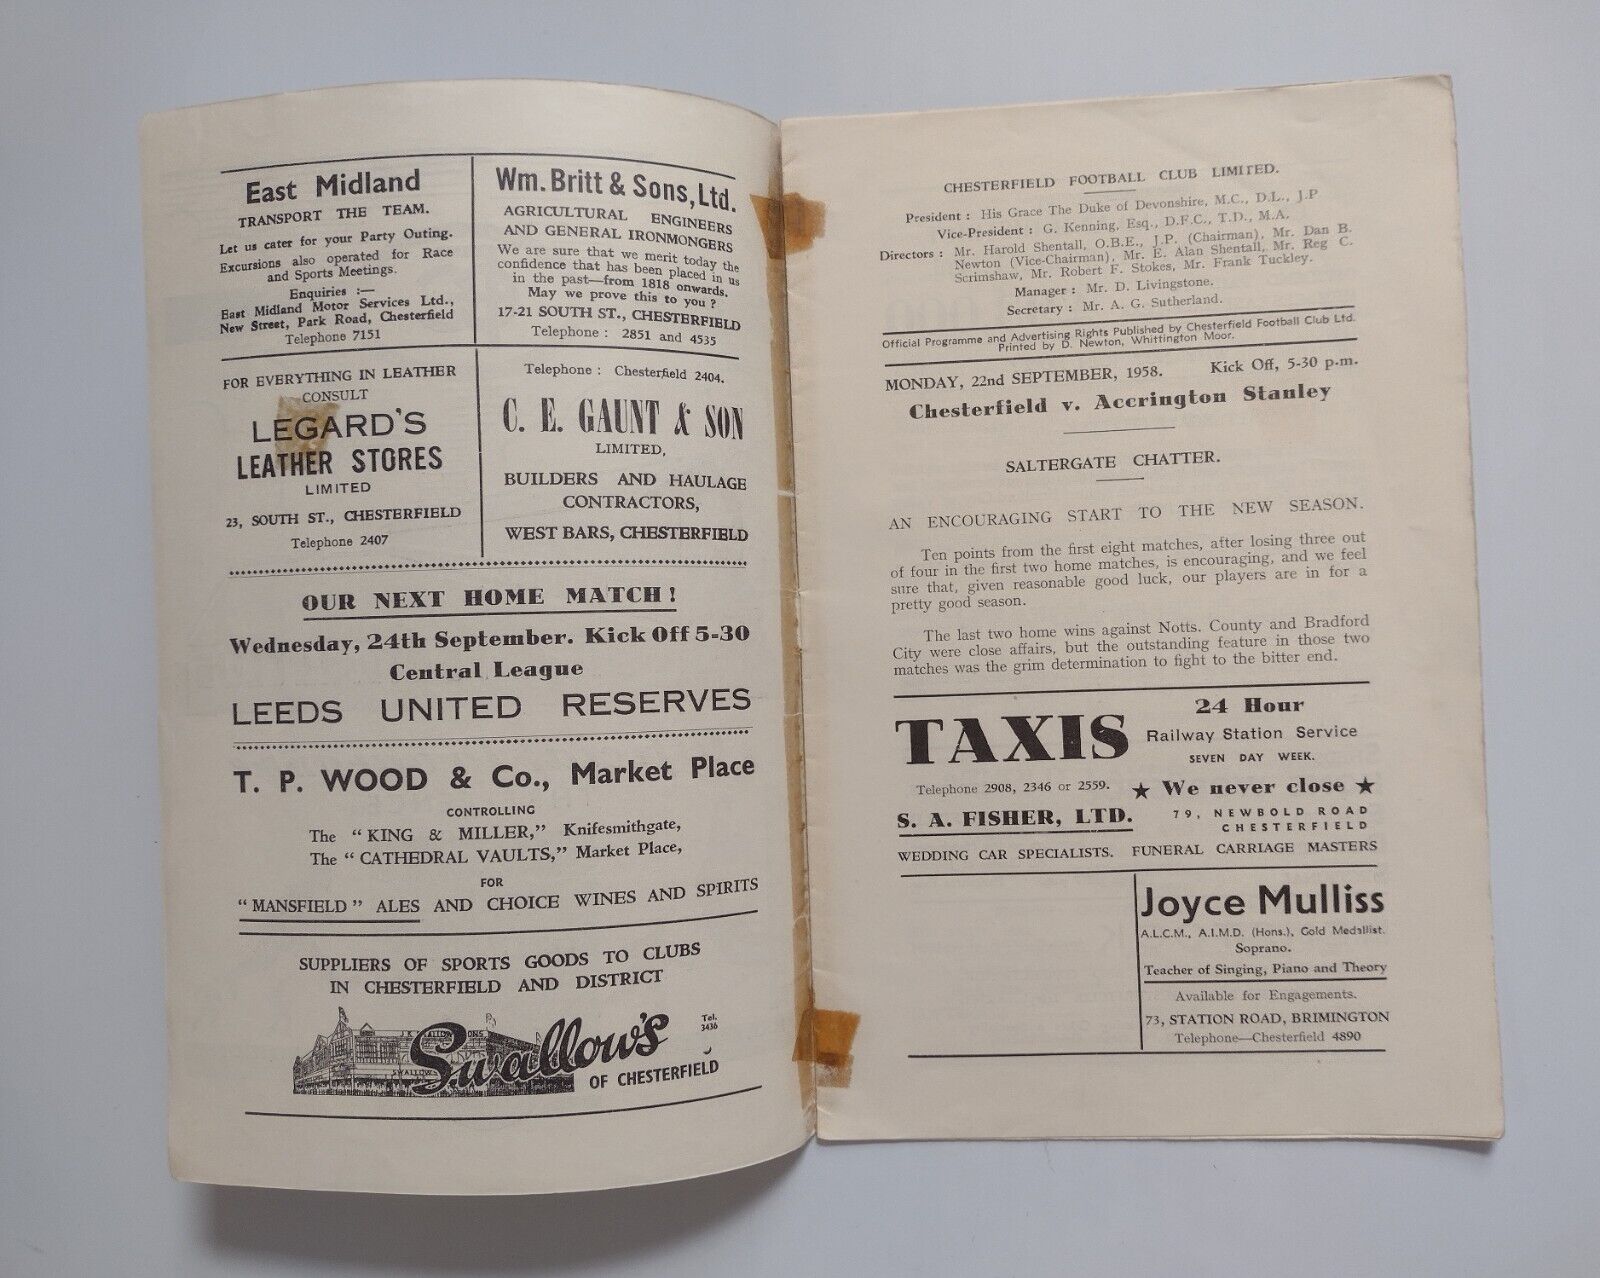 East Midland
TRANSPORT THE TEAM.
Let us cater for your Party Outing.
Excursions also operated for Race
and Sports Meetings.
Enquiries :—
East Midland Motor Services Ltd.,
New Street, Park Road, Chesterfield
Telephone 7151
Wm. Britt & Sons, Ltd.
AGRICULTURAL ENGINEERS
AND GENERAL IRONMONGERS
We are sure that we merit today the
confidence that has been placed in us
in the past—from 1818 onwards.
May we prove this to you ?
17-21 SOUTH ST., CHESTERFIELD
Telephone : 2851 and 4535
FOR EVERYTHING IN LEATHER
CONSULT
LEGARD'S
LEATHER STORES
LIMITED
23, SOUTH ST., CHESTERFIELD
Telephone 2407
Telephone : Chesterfield 2404.
C. E. GAUNT & SON
LIMITED,
BUILDERS AND HAULAGE
CONTRACTORS,
WEST BARS, CHESTERFIELD
OUR NEXT HOME MATCH !
Wednesday, 24th September. Kick Off 5-30
Central League
LEEDS UNITED RESERVES
T. P. WOOD & Co., Market Place
CONTROLLING
The "KING & MILLER," Knifesmithgate,
The "CATHEDRAL VAULTS," Market Place,
FOR
"MANSFIELD" ALES AND CHOICE WINES AND SPIRITS
SUPPLIERS OF SPORTS GOODS TO CLUBS
IN CHESTERFIELD AND DISTRICT
Swallow's
OF CHESTERFIELD
Tel.
3436
CHESTERFIELD FOOTBALL CLUB LIMITED.
President : His Grace The Duke of Devonshire, M.C., D.L., J.P
Vice-President : G. Kenning, Esq., D.F.C., T.D., M.A.
Directors : Mr. Harold Shentall, O.B.E., J.P. (Chairman), Mr. Dan B.
Newton (Vice-Chairman), Mr. E. Alan Shentall, Mr. Reg C.
Scrimshaw, Mr. Robert F. Stokes, Mr. Frank Tuckley.
Manager : Mr. D. Livingstone.
Secretary : Mr. A. G. Sutherland.
Official Programme and Advertising Rights Published by Chesterfield Football Club Ltd.
Printed by D. Newton, Whittington Moor.
MONDAY, 22nd SEPTEMBER, 1958. Kick Off, 5-30 p.m.
Chesterfield v. Accrington Stanley
SALTERGATE CHATTER.
AN ENCOURAGING START TO THE NEW SEASON.
Ten points from the first eight matches, after losing three out
of four in the first two home matches, is encouraging, and we feel
sure that, given reasonable good luck, our players are in for a
pretty good season.
The last two home wins against Notts. County and Bradford
City were close affairs, but the outstanding feature in those two
matches was the grim determination to fight to the bitter end.
TAXIS
Telephone 2908, 2346 or 2559.
S. A. FISHER, LTD.
24 Hour
Railway Station Service
SEVEN DAY WEEK.
★ We never close ★
79, NEWBOLD ROAD
CHESTERFIELD
WEDDING CAR SPECIALISTS. FUNERAL CARRIAGE MASTERS
Joyce Mulliss
A.L.C.M., A.I.M.D. (Hons.), Gold Medallist.
Soprano.
Teacher of Singing, Piano and Theory
Available for Engagements.
73, STATION ROAD, BRIMINGTON
Telephone—Chesterfield 4890